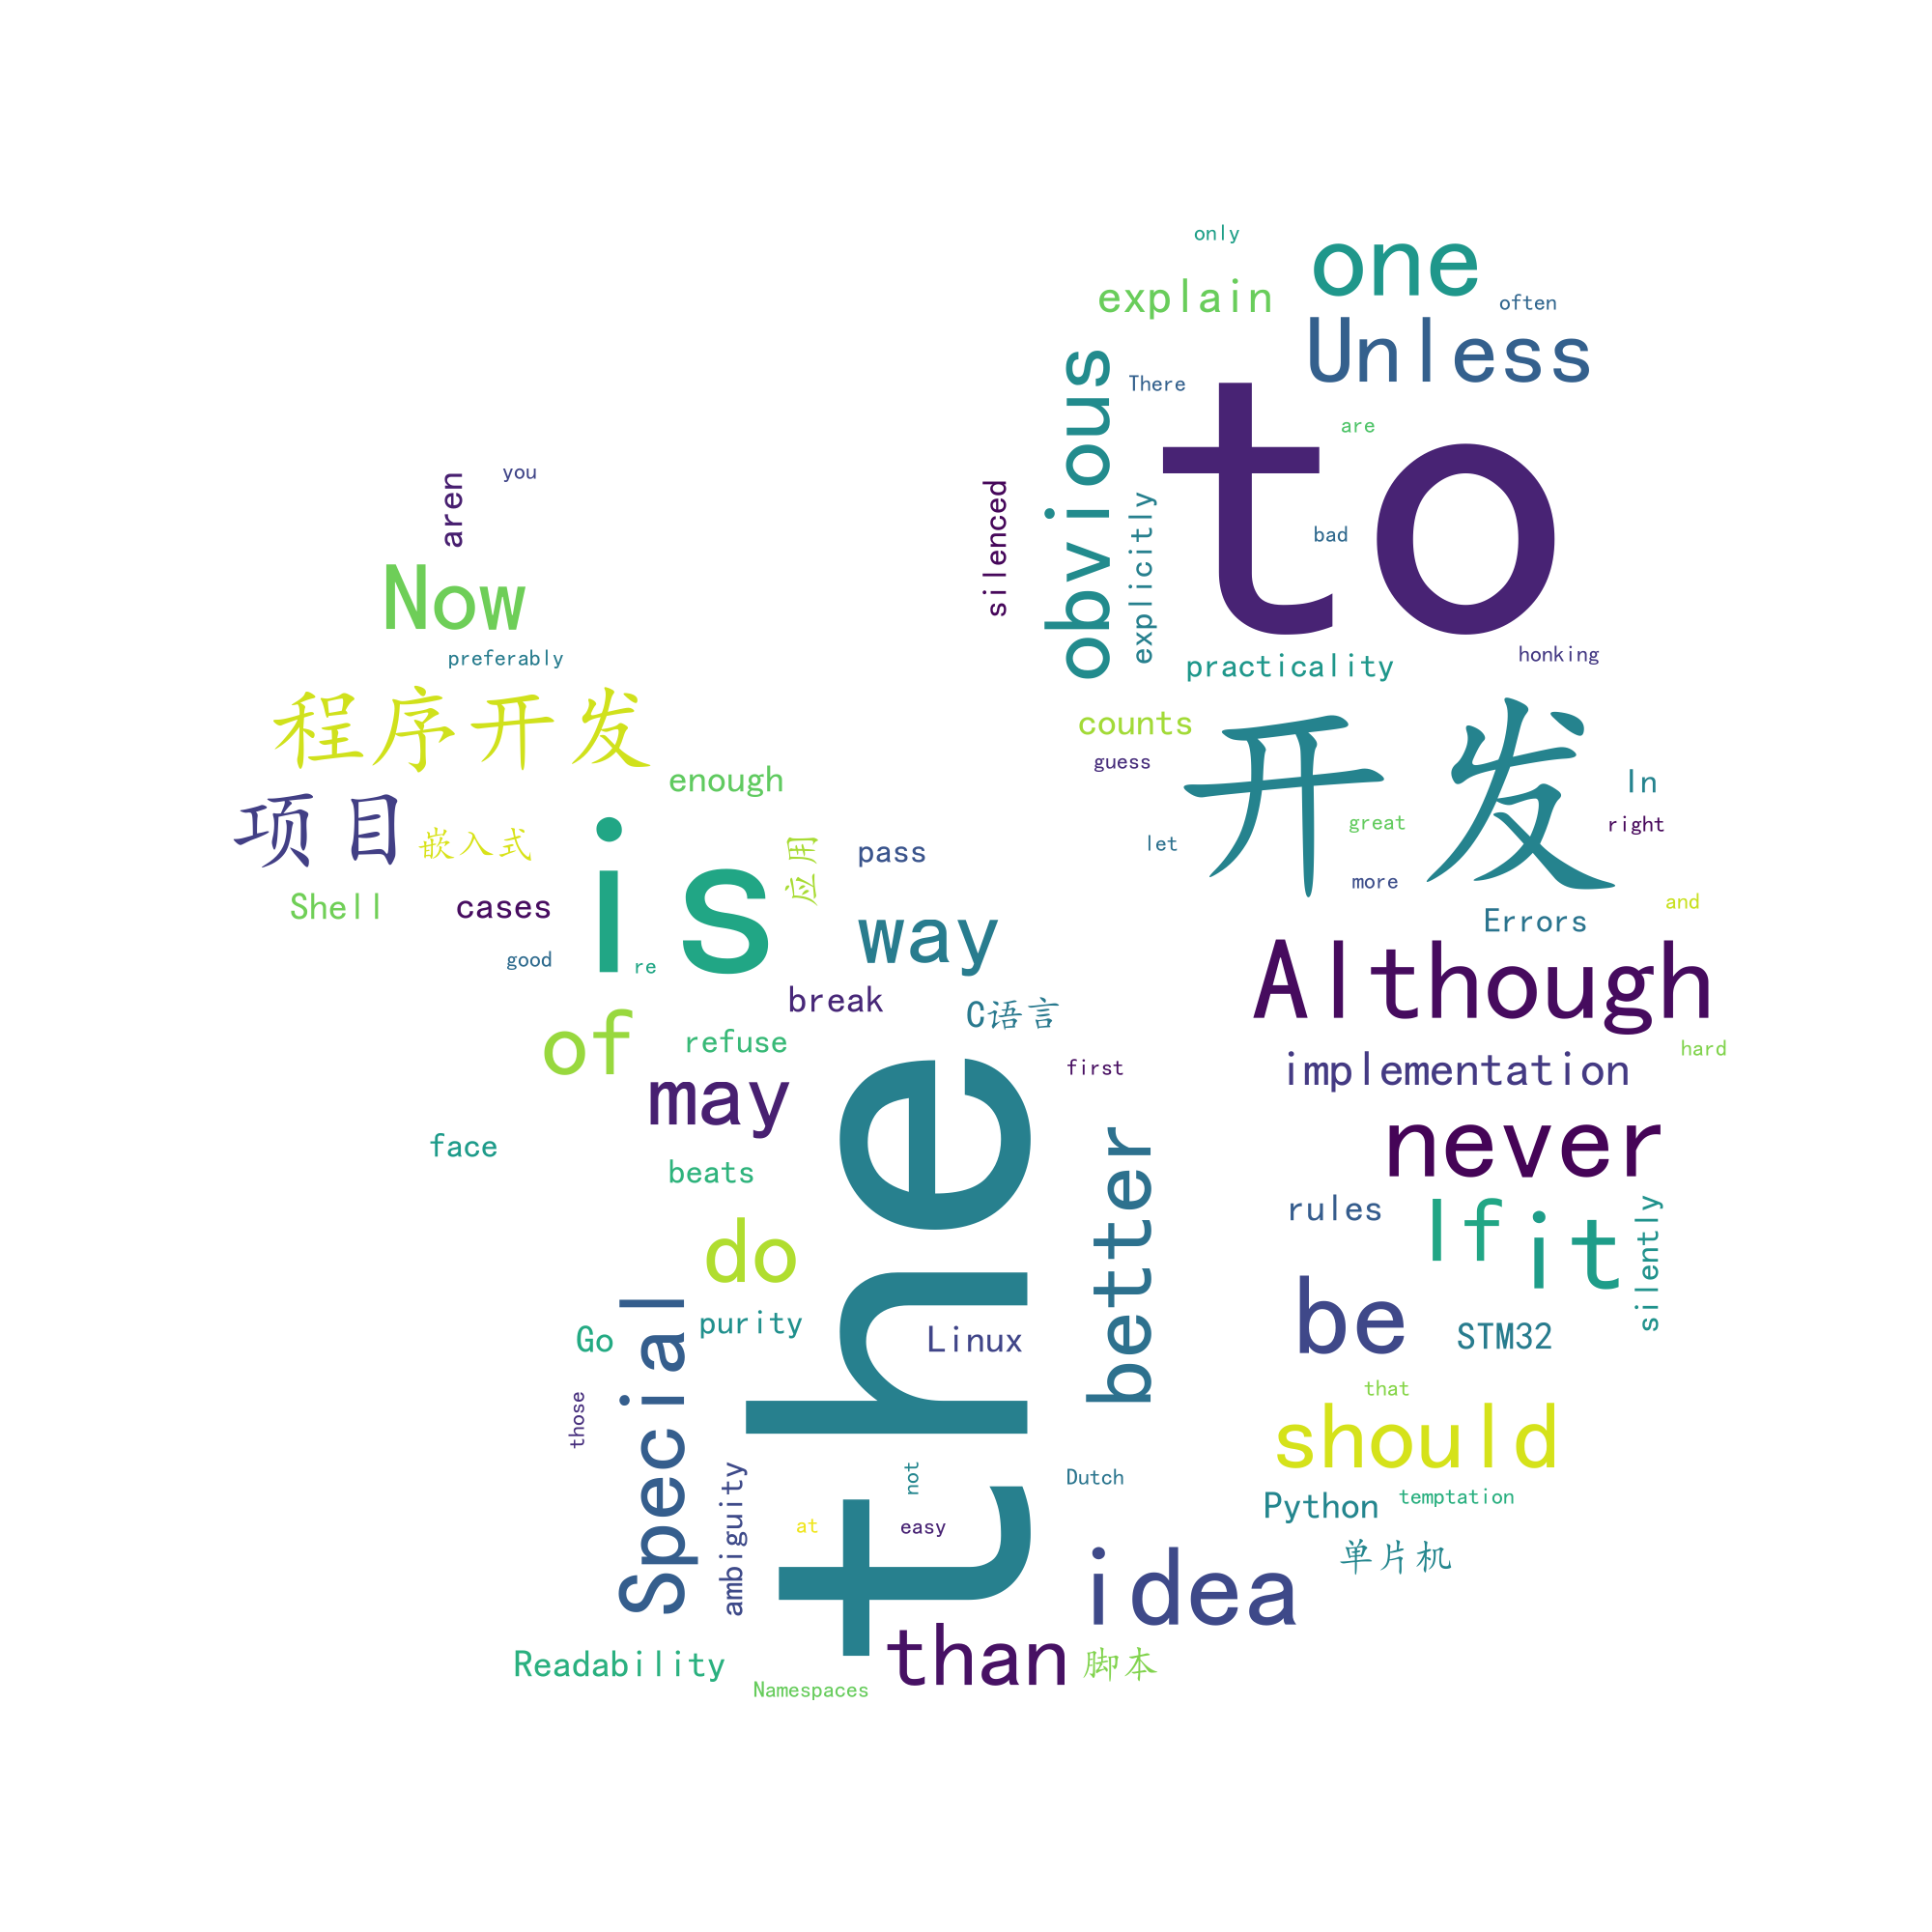 only
one
explain
often
Unless
obvious
There
to
are
you
aren
silenced
explicitly
bad
Now
preferably
practicality
honking
程序开发
counts
开发
guess
enough
In
项目
嵌入式
is
应用
pass
let
great
right
more
Shell
cases
way
Errors
and
good
re
Although
break
C语言
of
refuse
the
first
implementation
hard
may
face
beats
better
never
rules
If
it
silently
do
Special
purity
Go
Linux
be
STM32
those
that
should
ambiguity
not
Dutch
Python
temptation
at
easy
idea
单片机
than
脚本
Readability
Namespaces